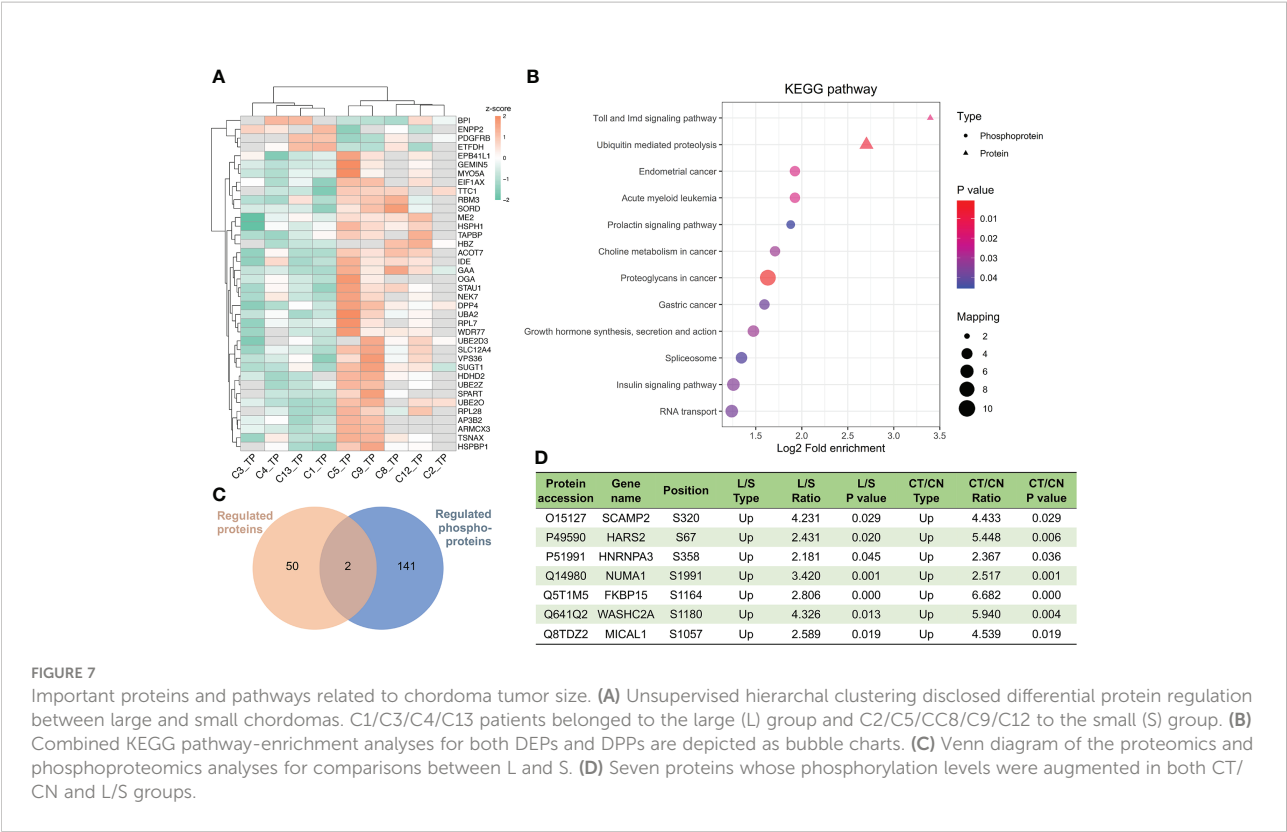 A
z-score
2
1
0
−1
−2
BPI
ENPP2
PDGFRB
ETFDH
EPB41L1
GEMIN5
MYO5A
EIF1AX
TTC1
RBM3
SORD
ME2
HSPH1
TAPBP
HBZ
ACOT7
IDE
GAA
OGA
STAU1
NEK7
DPP4
UBA2
RPL7
WDR77
UBE2D3
SLC12A4
VPS36
SUGT1
HDHD2
UBE2Z
SPART
UBE2O
RPL28
AP3B2
ARMCX3
TSNAX
HSPBP1
C3_TP C4_TP C13_TP C1_TP C5_TP C9_TP C8_TP C12_TP C2_TP
B
KEGG pathway
Toll and Imd signaling pathway
Ubiquitin mediated proteolysis
Endometrial cancer
Acute myeloid leukemia
Prolactin signaling pathway
Choline metabolism in cancer
Proteoglycans in cancer
Gastric cancer
Growth hormone synthesis, secretion and action
Spliceosome
Insulin signaling pathway
RNA transport
1.5 2.0 2.5 3.0 3.5
Log2 Fold enrichment
Type
Phosphoprotein
Protein
P value
0.01
0.02
0.03
0.04
Mapping
2
4
6
8
10
C
Regulated
proteins
Regulated
phospho-
proteins
50 2 141
D
Protein Gene Position L/S L/S L/S CT/CN CT/CN CT/CN
accession name Type Ratio P value Type Ratio P value
O15127 SCAMP2 S320 Up 4.231 0.029 Up 4.433 0.029
P49590 HARS2 S67 Up 2.431 0.020 Up 5.448 0.006
P51991 HNRNPA3 S358 Up 2.181 0.045 Up 2.367 0.036
Q14980 NUMA1 S1991 Up 3.420 0.001 Up 2.517 0.001
Q5T1M5 FKBP15 S1164 Up 2.806 0.000 Up 6.682 0.000
Q641Q2 WASHC2A S1180 Up 4.326 0.013 Up 5.940 0.004
Q8TDZ2 MICAL1 S1057 Up 2.589 0.019 Up 4.539 0.019
FIGURE 7
Important proteins and pathways related to chordoma tumor size. (A) Unsupervised hierarchal clustering disclosed differential protein regulation
between large and small chordomas. C1/C3/C4/C13 patients belonged to the large (L) group and C2/C5/CC8/C9/C12 to the small (S) group. (B)
Combined KEGG pathway-enrichment analyses for both DEPs and DPPs are depicted as bubble charts. (C) Venn diagram of the proteomics and
phosphoproteomics analyses for comparisons between L and S. (D) Seven proteins whose phosphorylation levels were augmented in both CT/
CN and L/S groups.